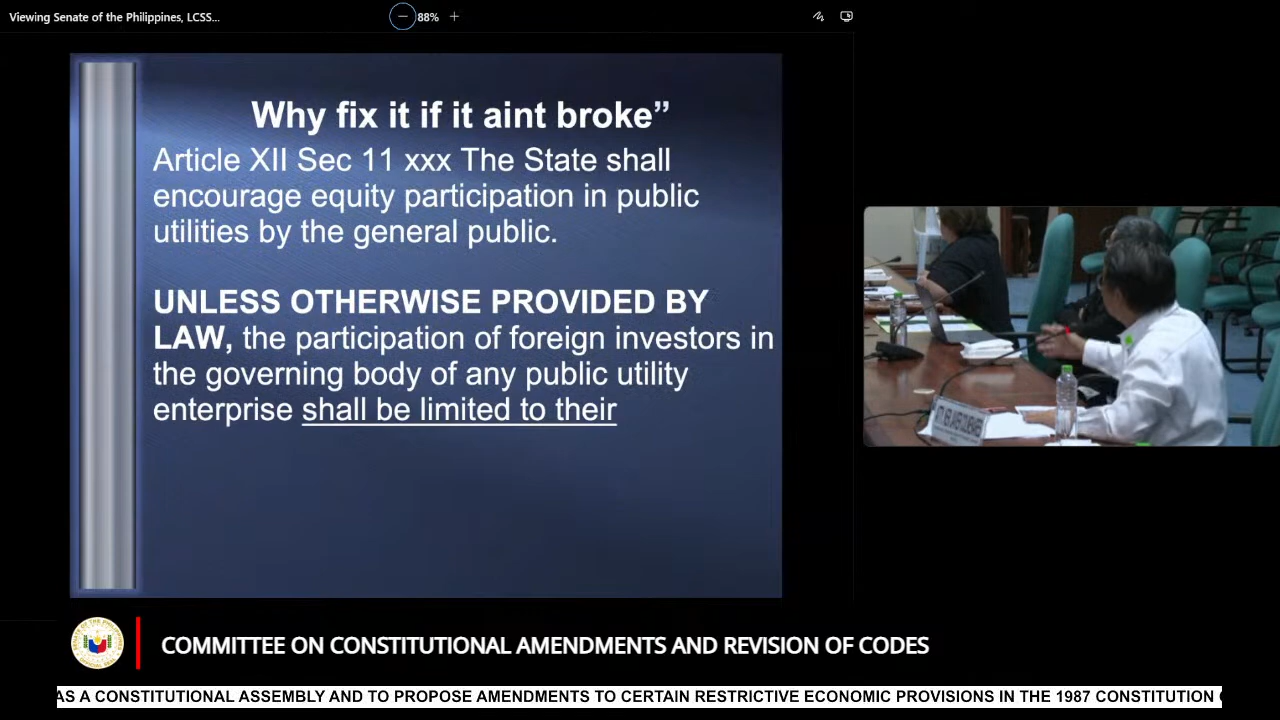 Viewing Senate of the Philippines, LCSS...
88%
Why fix it if it aint broke”
Article XII Sec 11 xxx The State shall
encourage equity participation in public
utilities by the general public.
UNLESS OTHERWISE PROVIDED BY
LAW, the participation of foreign investors in
the governing body of any public utility
enterprise shall be limited to their
COMMITTEE ON CONSTITUTIONAL AMENDMENTS AND REVISION OF CODES
AS A CONSTITUTIONAL ASSEMBLY AND TO PROPOSE AMENDMENTS TO CERTAIN RESTRICTIVE ECONOMIC PROVISIONS IN THE 1987 CONSTITUTION